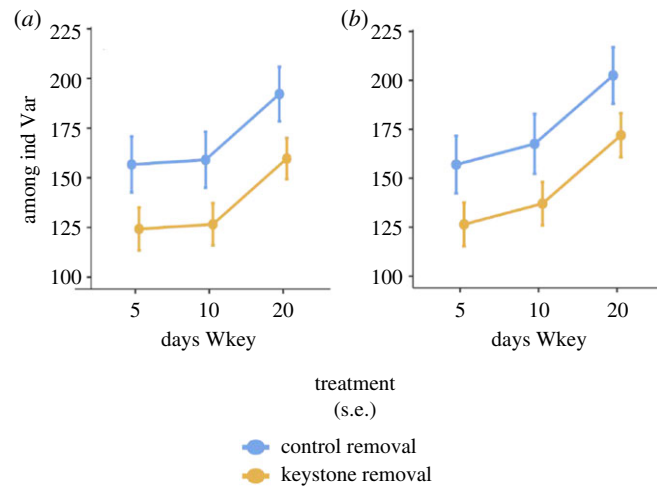 (a)
225
200
175
150
125
100
among ind Var
5 10 20
days Wkey
(b)
225
200
175
150
125
100
5 10 20
days Wkey
treatment
(s.e.)
control removal
keystone removal